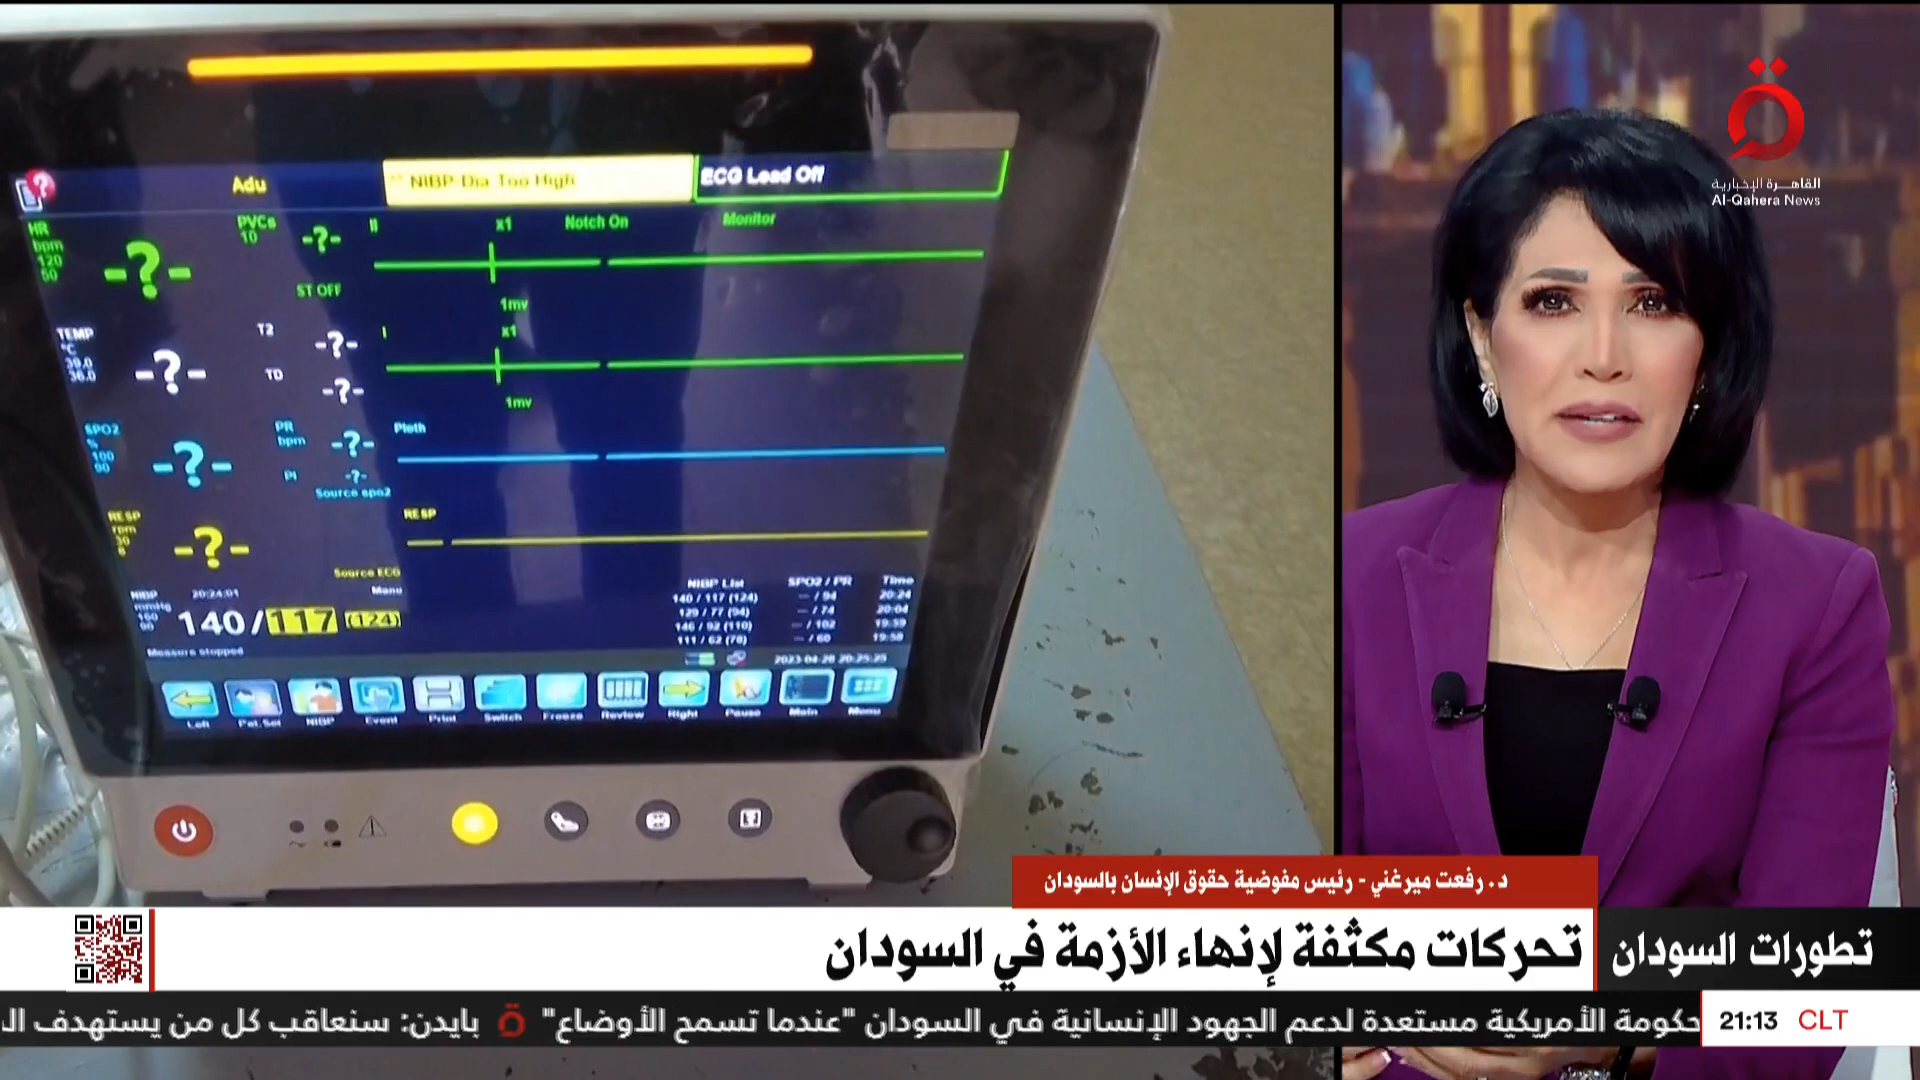 Adu
** NIBP-Dia Too High
ECG Lead Off
HR
bpm
120
50
-?-
PVCs
10
-?-
ST OFF
II
x1
Notch On
Monitor
1mv
TEMP
°C
39.0
36.0
-?-
T2
-?-
TD
-?-
I
x1
1mv
SPO2
%
100
90
-?-
PR
bpm
-?-
PI
-?-
Source spo2
Pleth
RESP
rpm
30
8
-?-
Source ECG
RESP
NIBP
mmHg
160
90
20:24:01
Manu
140/117 (124)
Measure stopped
NIBP List SPO2 / PR Time
140 / 117 (124) -- / 94 20:24
129 / 77 (94) -- / 74 20:04
146 / 92 (110) -- / 102 19:59
111 / 62 (78) -- / 60 19:58
2023-04-28 20:25:25
Left
Pat.Set
NIBP
Event
Print
Switch
Freeze
Review
Right
Pause
Main
Menu
القاهرة الإخبارية
Al-Qahera News
د. رفعت ميرغني - رئيس مفوضية حقوق الإنسان بالسودان
تطورات السودان
تحركات مكثفة لإنهاء الأزمة في السودان
حكومة الأمريكية مستعدة لدعم الجهود الإنسانية في السودان "عندما تسمح الأوضاع" بايدن: سنعاقب كل من يستهدف
21:13 CLT